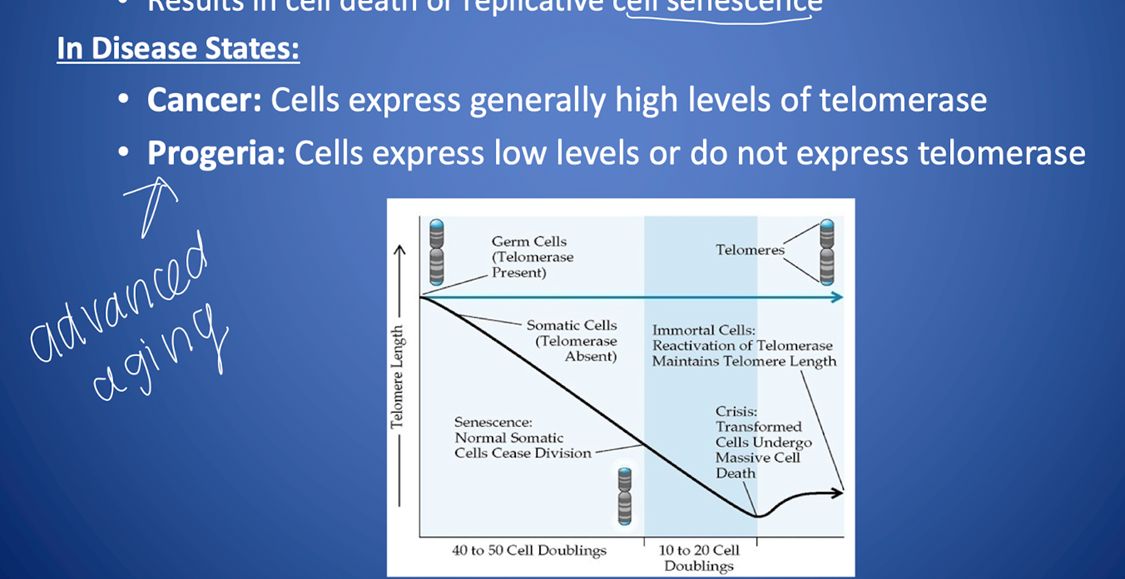 • Results in cell death or replicative cell senescence
In Disease States:
• Cancer: Cells express generally high levels of telomerase
• Progeria: Cells express low levels or do not express telomerase
advanced
aging
Telomere Length
Germ Cells
(Telomerase
Present)
Telomeres
Somatic Cells
(Telomerase
Absent)
Immortal Cells:
Reactivation of Telomerase
Maintains Telomere Length
Senescence:
Normal Somatic
Cells Cease Division
Crisis:
Transformed
Cells Undergo
Massive Cell
Death
40 to 50 Cell Doublings
10 to 20 Cell
Doublings